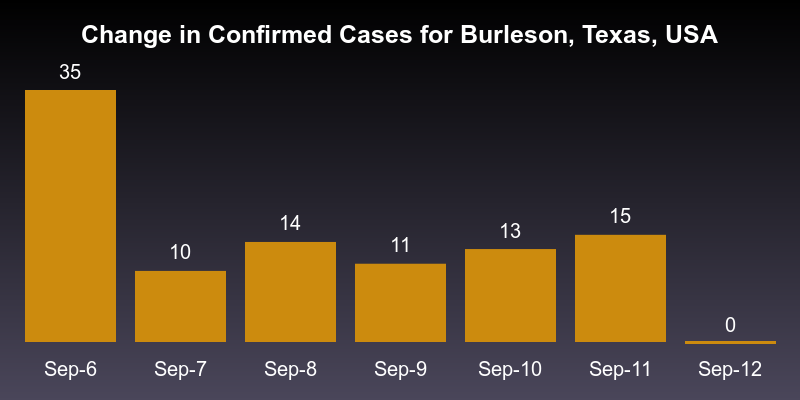 Change in Confirmed Cases for Burleson, Texas, USA
35
10
14
11
13
15
0
Sep-6
Sep-7
Sep-8
Sep-9
Sep-10
Sep-11
Sep-12